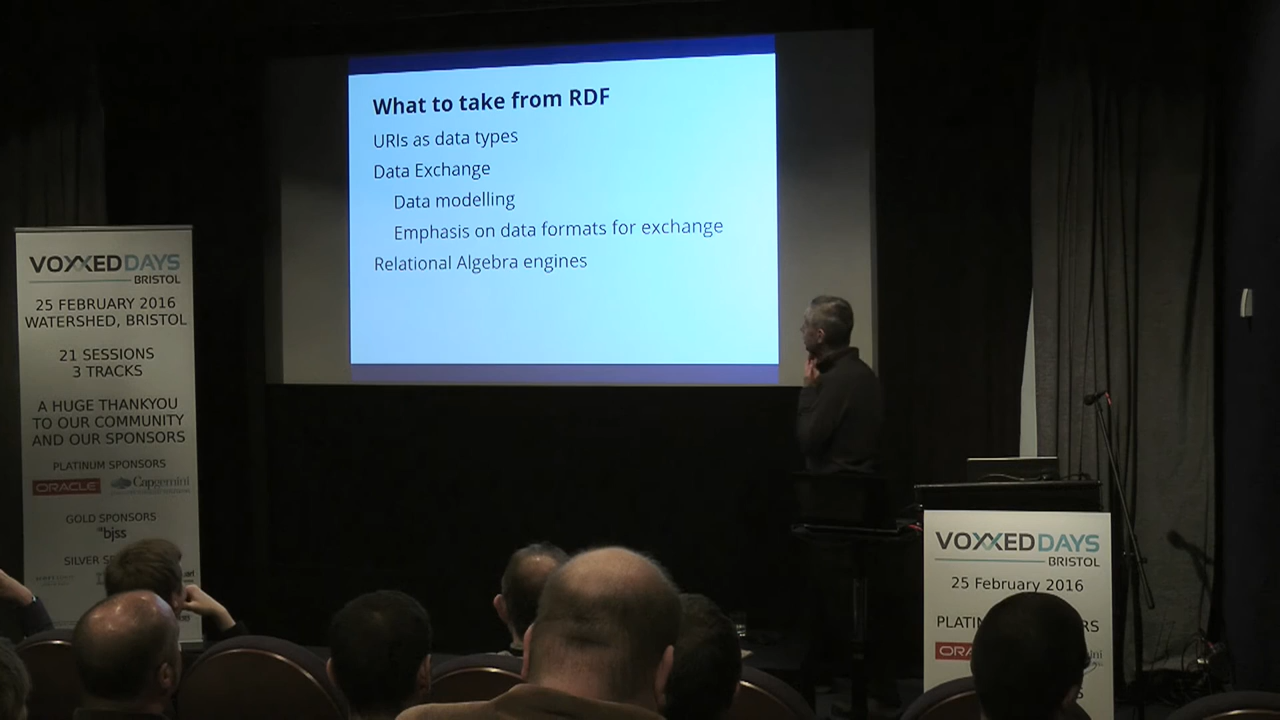 What to take from RDF
URIs as data types
Data Exchange
Data modelling
Emphasis on data formats for exchange
Relational Algebra engines
VOXXEDDAYS
BRISTOL
25 FEBRUARY 2016
WATERSHED, BRISTOL
21 SESSIONS
3 TRACKS
A HUGE THANKYOU
TO OUR COMMUNITY
AND OUR SPONSORS
PLATINUM SPONSORS
ORACLE Capgemini
GOLD SPONSORS
bjss
SILVER
VOXXEDDAYS
BRISTOL
25 February 2016